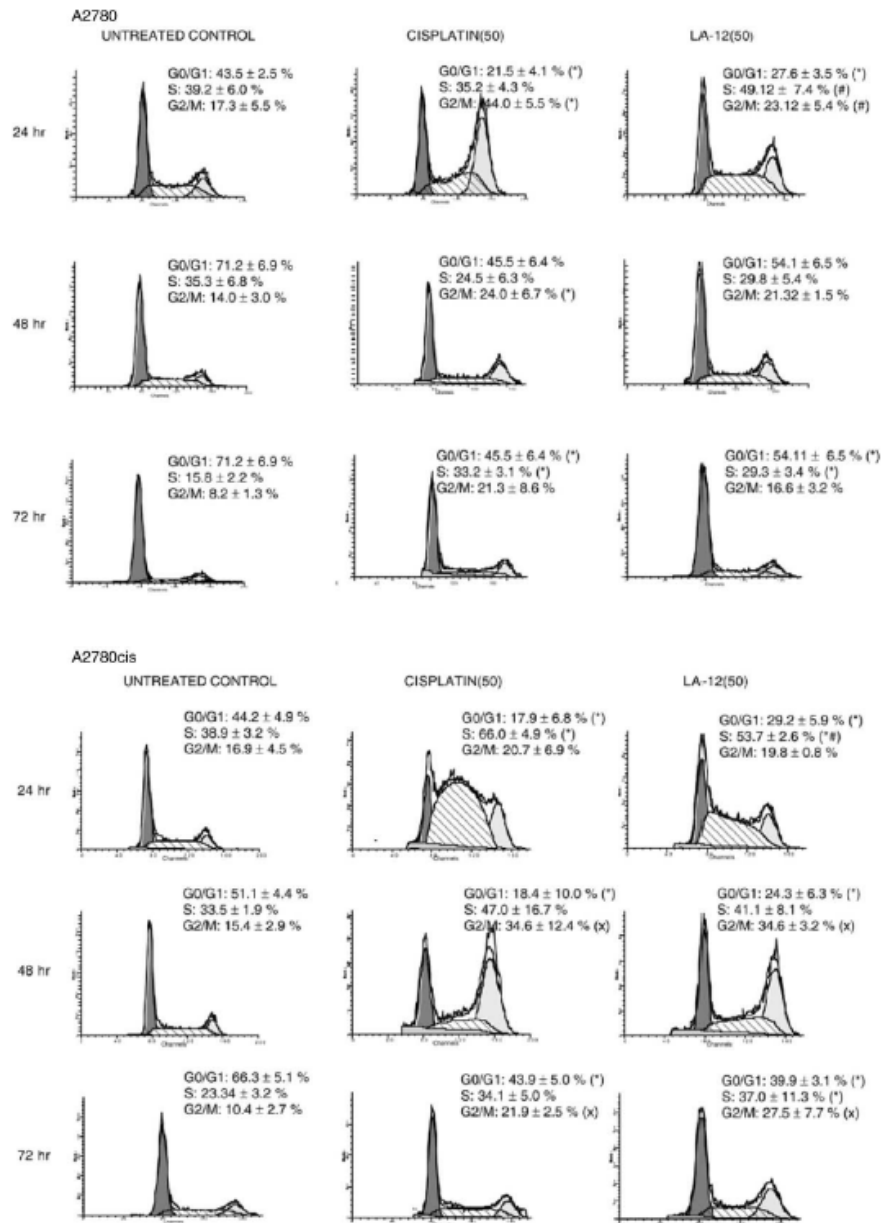 A2780
UNTREATED CONTROL
CISPLATIN(50)
LA-12(50)
24 hr
G0/G1: 43.5 ± 2.5 %
S: 39.2 ± 6.0 %
G2/M: 17.3 ± 5.5 %
G0/G1: 21.5 ± 4.1 % (*)
S: 35.2 ± 4.3 %
G2/M: 44.0 ± 5.5 % (*)
G0/G1: 27.6 ± 3.5 % (*)
S: 49.12 ± 7.4 % (#)
G2/M: 23.12 ± 5.4 % (#)
Channels
48 hr
G0/G1: 71.2 ± 6.9 %
S: 35.3 ± 6.8 %
G2/M: 14.0 ± 3.0 %
G0/G1: 45.5 ± 6.4 %
S: 24.5 ± 6.3 %
G2/M: 24.0 ± 6.7 % (*)
G0/G1: 54.1 ± 6.5 %
S: 29.8 ± 5.4 %
G2/M: 21.32 ± 1.5 %
72 hr
G0/G1: 71.2 ± 6.9 %
S: 15.8 ± 2.2 %
G2/M: 8.2 ± 1.3 %
G0/G1: 45.5 ± 6.4 % (*)
S: 33.2 ± 3.1 % (*)
G2/M: 21.3 ± 8.6 %
G0/G1: 54.11 ± 6.5 % (*)
S: 29.3 ± 3.4 % (*)
G2/M: 16.6 ± 3.2 %
A2780cis
UNTREATED CONTROL
CISPLATIN(50)
LA-12(50)
24 hr
G0/G1: 44.2 ± 4.9 %
S: 38.9 ± 3.2 %
G2/M: 16.9 ± 4.5 %
G0/G1: 17.9 ± 6.8 % (*)
S: 66.0 ± 4.9 % (*)
G2/M: 20.7 ± 6.9 %
G0/G1: 29.2 ± 5.9 % (*)
S: 53.7 ± 2.6 % (*#)
G2/M: 19.8 ± 0.8 %
Channels
48 hr
G0/G1: 51.1 ± 4.4 %
S: 33.5 ± 1.9 %
G2/M: 15.4 ± 2.9 %
G0/G1: 18.4 ± 10.0 % (*)
S: 47.0 ± 16.7 %
G2/M: 34.6 ± 12.4 % (x)
G0/G1: 24.3 ± 6.3 % (*)
S: 41.1 ± 8.1 %
G2/M: 34.6 ± 3.2 % (x)
Channels
72 hr
G0/G1: 66.3 ± 5.1 %
S: 23.34 ± 3.2 %
G2/M: 10.4 ± 2.7 %
G0/G1: 43.9 ± 5.0 % (*)
S: 34.1 ± 5.0 %
G2/M: 21.9 ± 2.5 % (x)
G0/G1: 39.9 ± 3.1 % (*)
S: 37.0 ± 11.3 % (*)
G2/M: 27.5 ± 7.7 % (x)